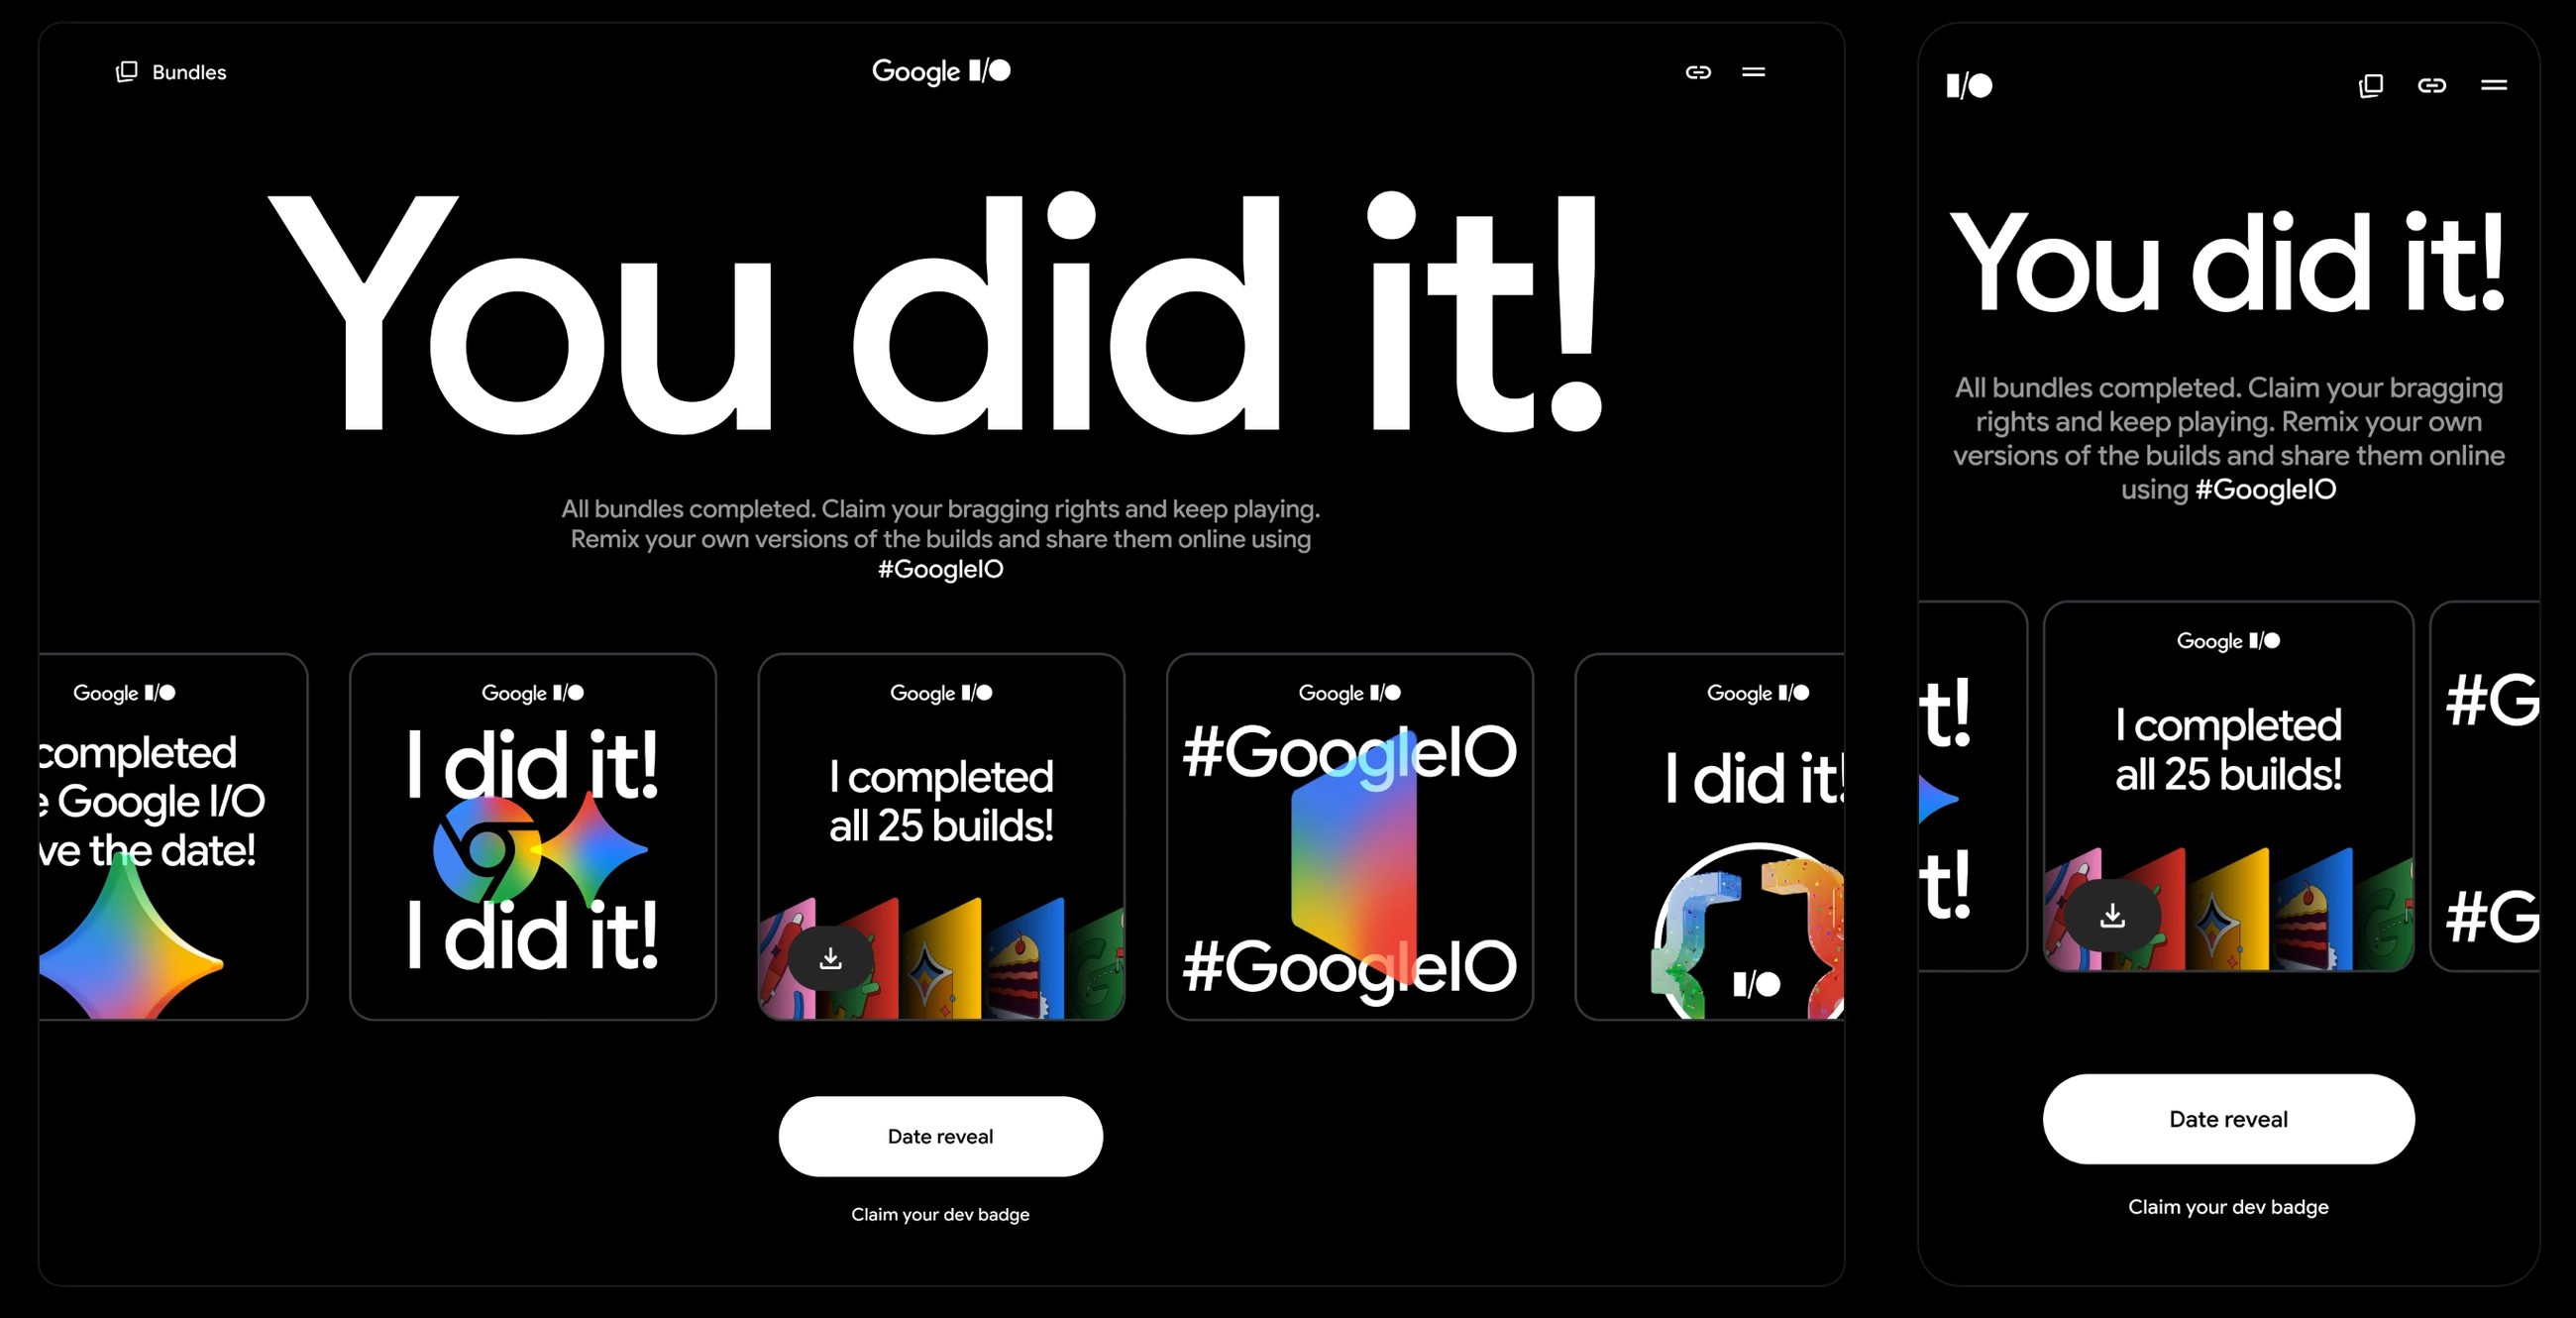 Bundles
Google I/O
You did it!
All bundles completed. Claim your bragging rights and keep playing.
Remix your own versions of the builds and share them online using
#GoogleIO
Google I/O
completed
Google I/O
the date!
Google I/O
I did it!
I did it!
Google I/O
I completed
all 25 builds!
Google I/O
#GoogleIO
#GoogleIO
Google I/O
I did it!
I/O
Date reveal
Claim your dev badge
I/O
You did it!
All bundles completed. Claim your bragging
rights and keep playing. Remix your own
versions of the builds and share them online
using #GoogleIO
t!
t!
Google I/O
I completed
all 25 builds!
#G
#G
Date reveal
Claim your dev badge